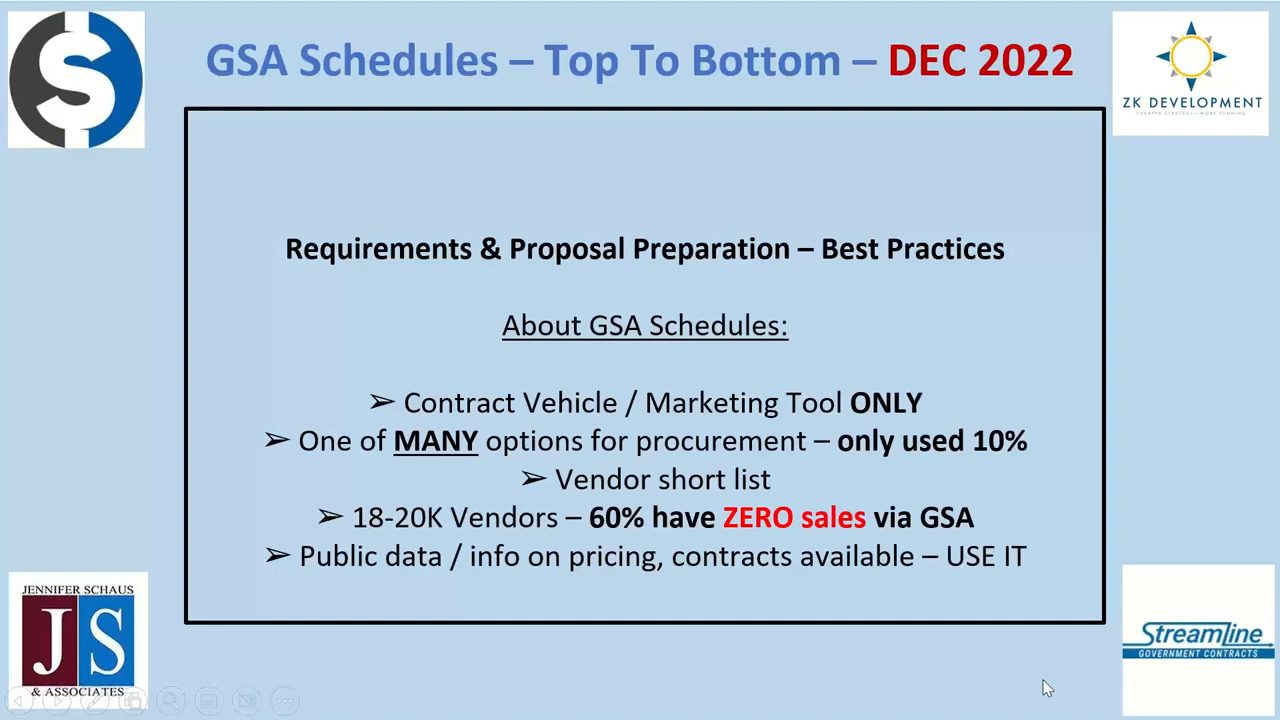 GSA Schedules – Top To Bottom – DEC 2022
ZK DEVELOPMENT
Requirements & Proposal Preparation – Best Practices
About GSA Schedules:
➢ Contract Vehicle / Marketing Tool ONLY
➢ One of MANY options for procurement – only used 10%
➢ Vendor short list
➢ 18-20K Vendors – 60% have ZERO sales via GSA
➢ Public data / info on pricing, contracts available – USE IT
JENNIFER SCHAUS
JS
& ASSOCIATES
Streamline
GOVERNMENT CONTRACTS